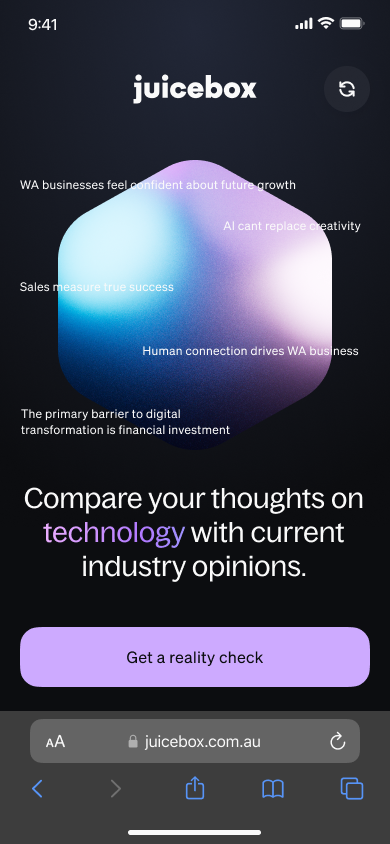 9:41
juicebox
WA businesses feel confident about future growth
AI cant replace creativity
Sales measure true success
Human connection drives WA business
The primary barrier to digital
transformation is financial investment
Compare your thoughts on
technology with current
industry opinions.
Get a reality check
AA
juicebox.com.au